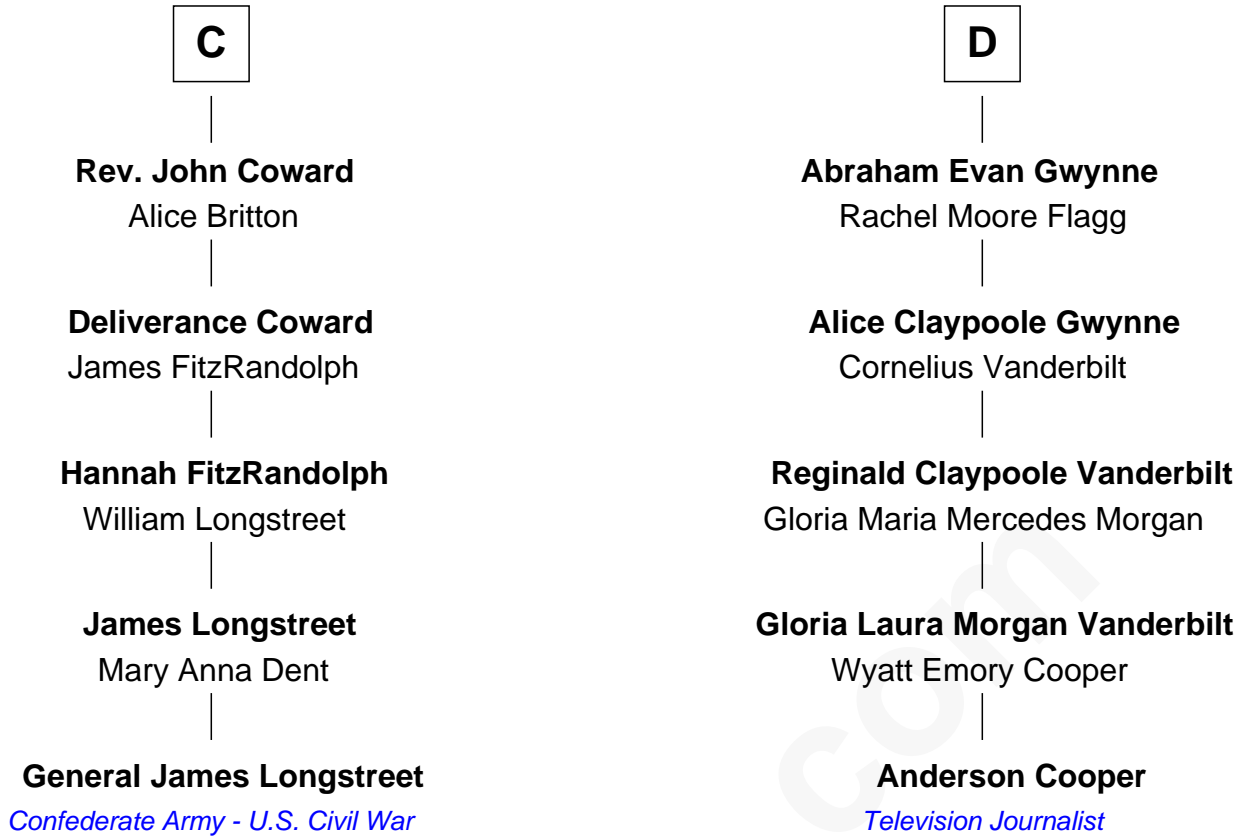 C
Rev. John Coward
Alice Britton
Deliverance Coward
James FitzRandolph
Hannah FitzRandolph
William Longstreet
James Longstreet
Mary Anna Dent
General James Longstreet
Confederate Army - U.S. Civil War
D
Abraham Evan Gwynne
Rachel Moore Flagg
Alice Claypoole Gwynne
Cornelius Vanderbilt
Reginald Claypoole Vanderbilt
Gloria Maria Mercedes Morgan
Gloria Laura Morgan Vanderbilt
Wyatt Emory Cooper
Anderson Cooper
Television Journalist
com